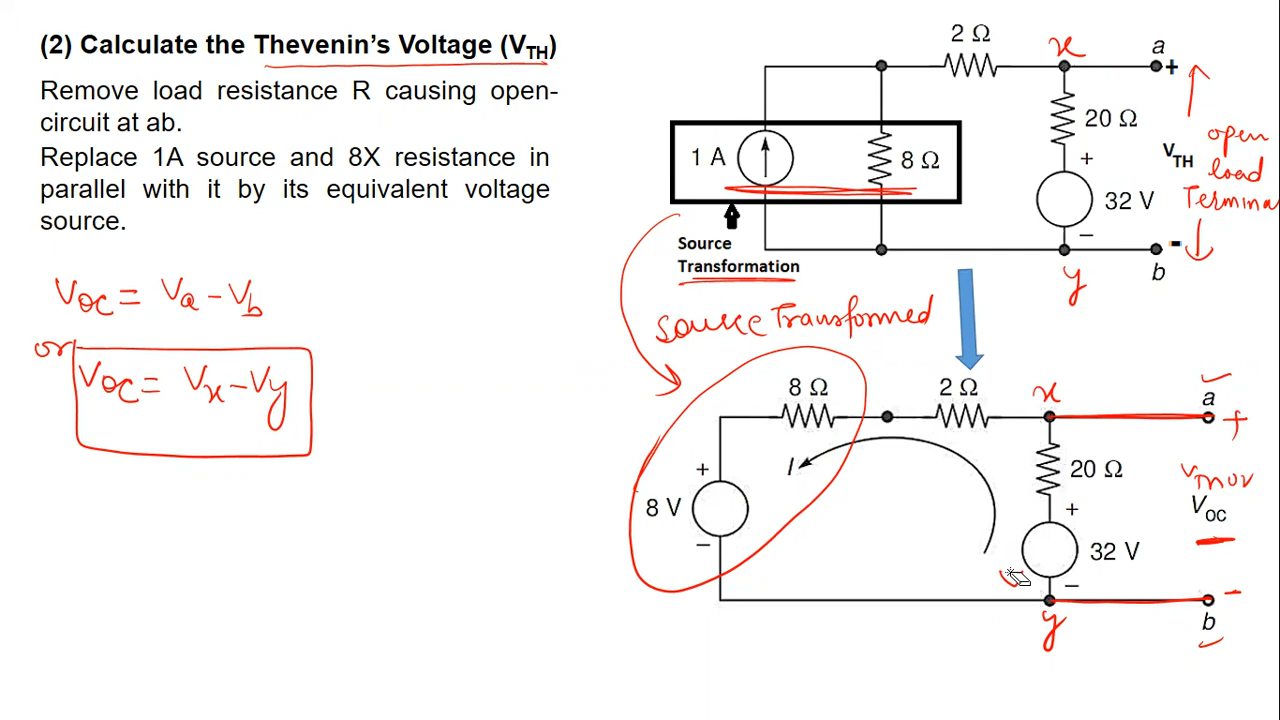 (2) Calculate the Thevenin's Voltage (VTH)
Remove load resistance R causing open-
circuit at ab.
Replace 1A source and 8X resistance in
parallel with it by its equivalent voltage
source.
Voc = Va - Vb
or
Voc = Vx - Vy
2 Ω
x
a
+
20 Ω
1 A
8 Ω
+
32 V
−
VTH
open
load
Terminal
-
b
y
Source
Transformation
Source Transformed
8 Ω
2 Ω
x
a
+
20 Ω
I
+
8 V
−
+
32 V
−
VOC
-
b
y